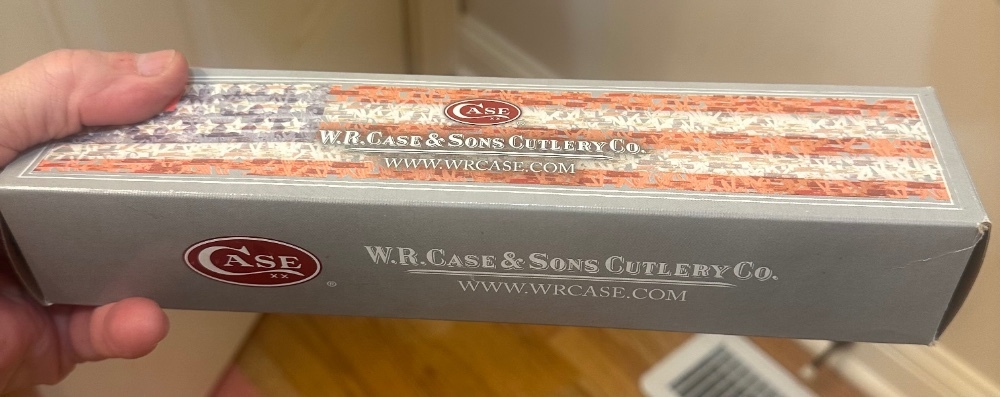 CASE
XX
W.R. CASE & SONS CUTLERY CO.
WWW.WRCASE.COM
CASE
XX
®
W.R. CASE & SONS CUTLERY CO.
WWW.WRCASE.COM